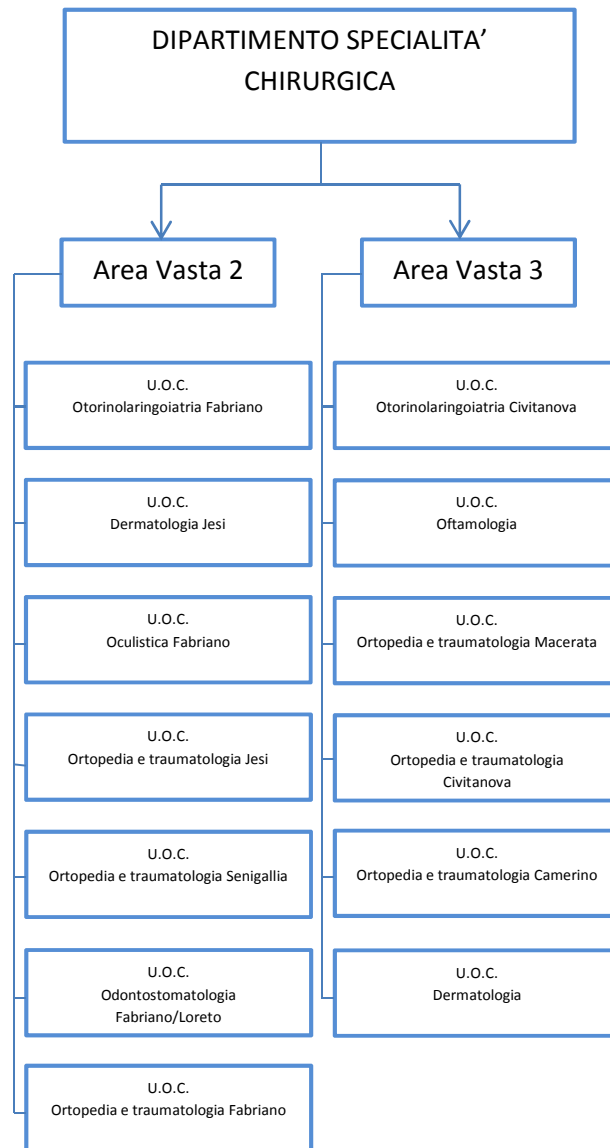 DIPARTIMENTO SPECIALITA’
CHIRURGICA
Area Vasta 2
U.O.C.
Otorinolaringoiatria Fabriano
U.O.C.
Dermatologia Jesi
U.O.C.
Oculistica Fabriano
U.O.C.
Ortopedia e traumatologia Jesi
U.O.C.
Ortopedia e traumatologia Senigallia
U.O.C.
Odontostomatologia
Fabriano/Loreto
U.O.C.
Ortopedia e traumatologia Fabriano
Area Vasta 3
U.O.C.
Otorinolaringoiatria Civitanova
U.O.C.
Oftamologia
U.O.C.
Ortopedia e traumatologia Macerata
U.O.C.
Ortopedia e traumatologia
Civitanova
U.O.C.
Ortopedia e traumatologia Camerino
U.O.C.
Dermatologia